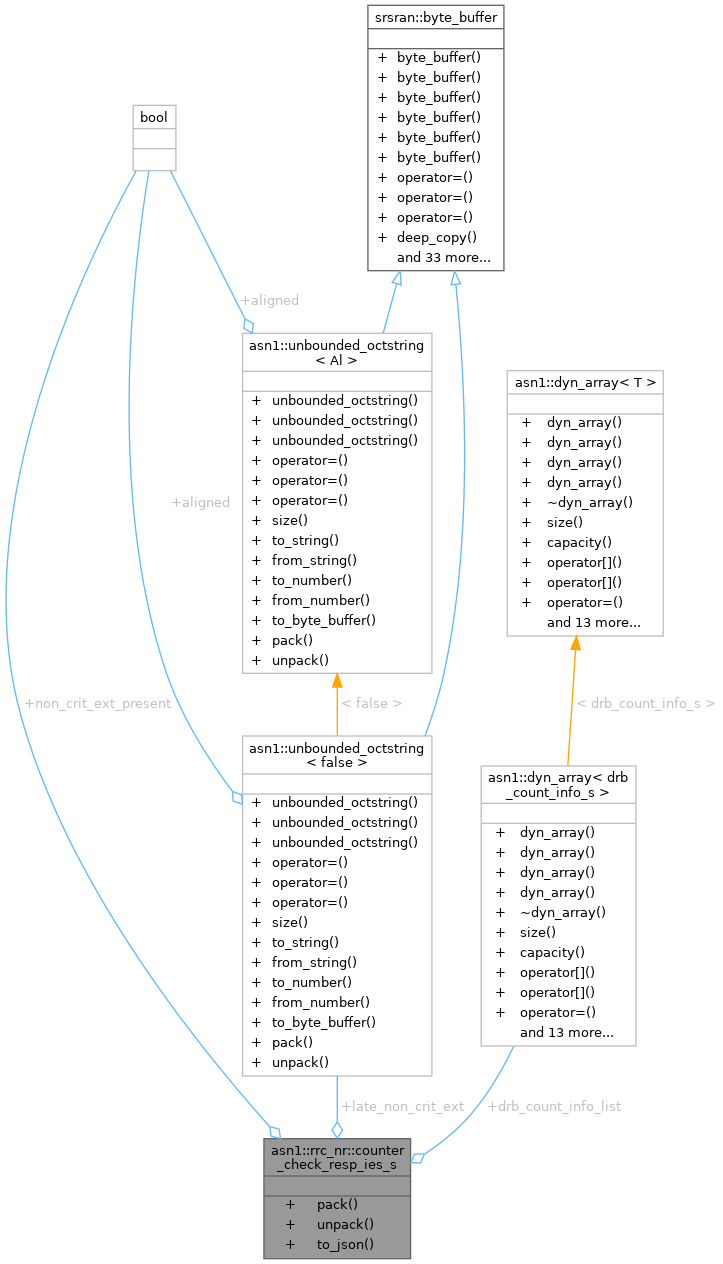 srsran::byte_buffer
+ byte_buffer()
+ byte_buffer()
+ byte_buffer()
+ byte_buffer()
+ byte_buffer()
+ byte_buffer()
+ operator=()
+ operator=()
+ operator=()
+ deep_copy()
and 33 more...
bool
+aligned
asn1::unbounded_octstring
< Al >
+ unbounded_octstring()
+ unbounded_octstring()
+ unbounded_octstring()
+ operator=()
+ operator=()
+ operator=()
+ size()
+ to_string()
+ from_string()
+ to_number()
+ from_number()
+ to_byte_buffer()
+ pack()
+ unpack()
asn1::dyn_array< T >
+ dyn_array()
+ dyn_array()
+ dyn_array()
+ dyn_array()
+ ~dyn_array()
+ size()
+ capacity()
+ operator[]()
+ operator[]()
+ operator=()
and 13 more...
+aligned
+non_crit_ext_present
< false >
< drb_count_info_s >
asn1::unbounded_octstring
< false >
+ unbounded_octstring()
+ unbounded_octstring()
+ unbounded_octstring()
+ operator=()
+ operator=()
+ operator=()
+ size()
+ to_string()
+ from_string()
+ to_number()
+ from_number()
+ to_byte_buffer()
+ pack()
+ unpack()
asn1::dyn_array< drb
_count_info_s >
+ dyn_array()
+ dyn_array()
+ dyn_array()
+ dyn_array()
+ ~dyn_array()
+ size()
+ capacity()
+ operator[]()
+ operator[]()
+ operator=()
and 13 more...
+late_non_crit_ext
+drb_count_info_list
asn1::rrc_nr::counter
_check_resp_ies_s
+ pack()
+ unpack()
+ to_json()